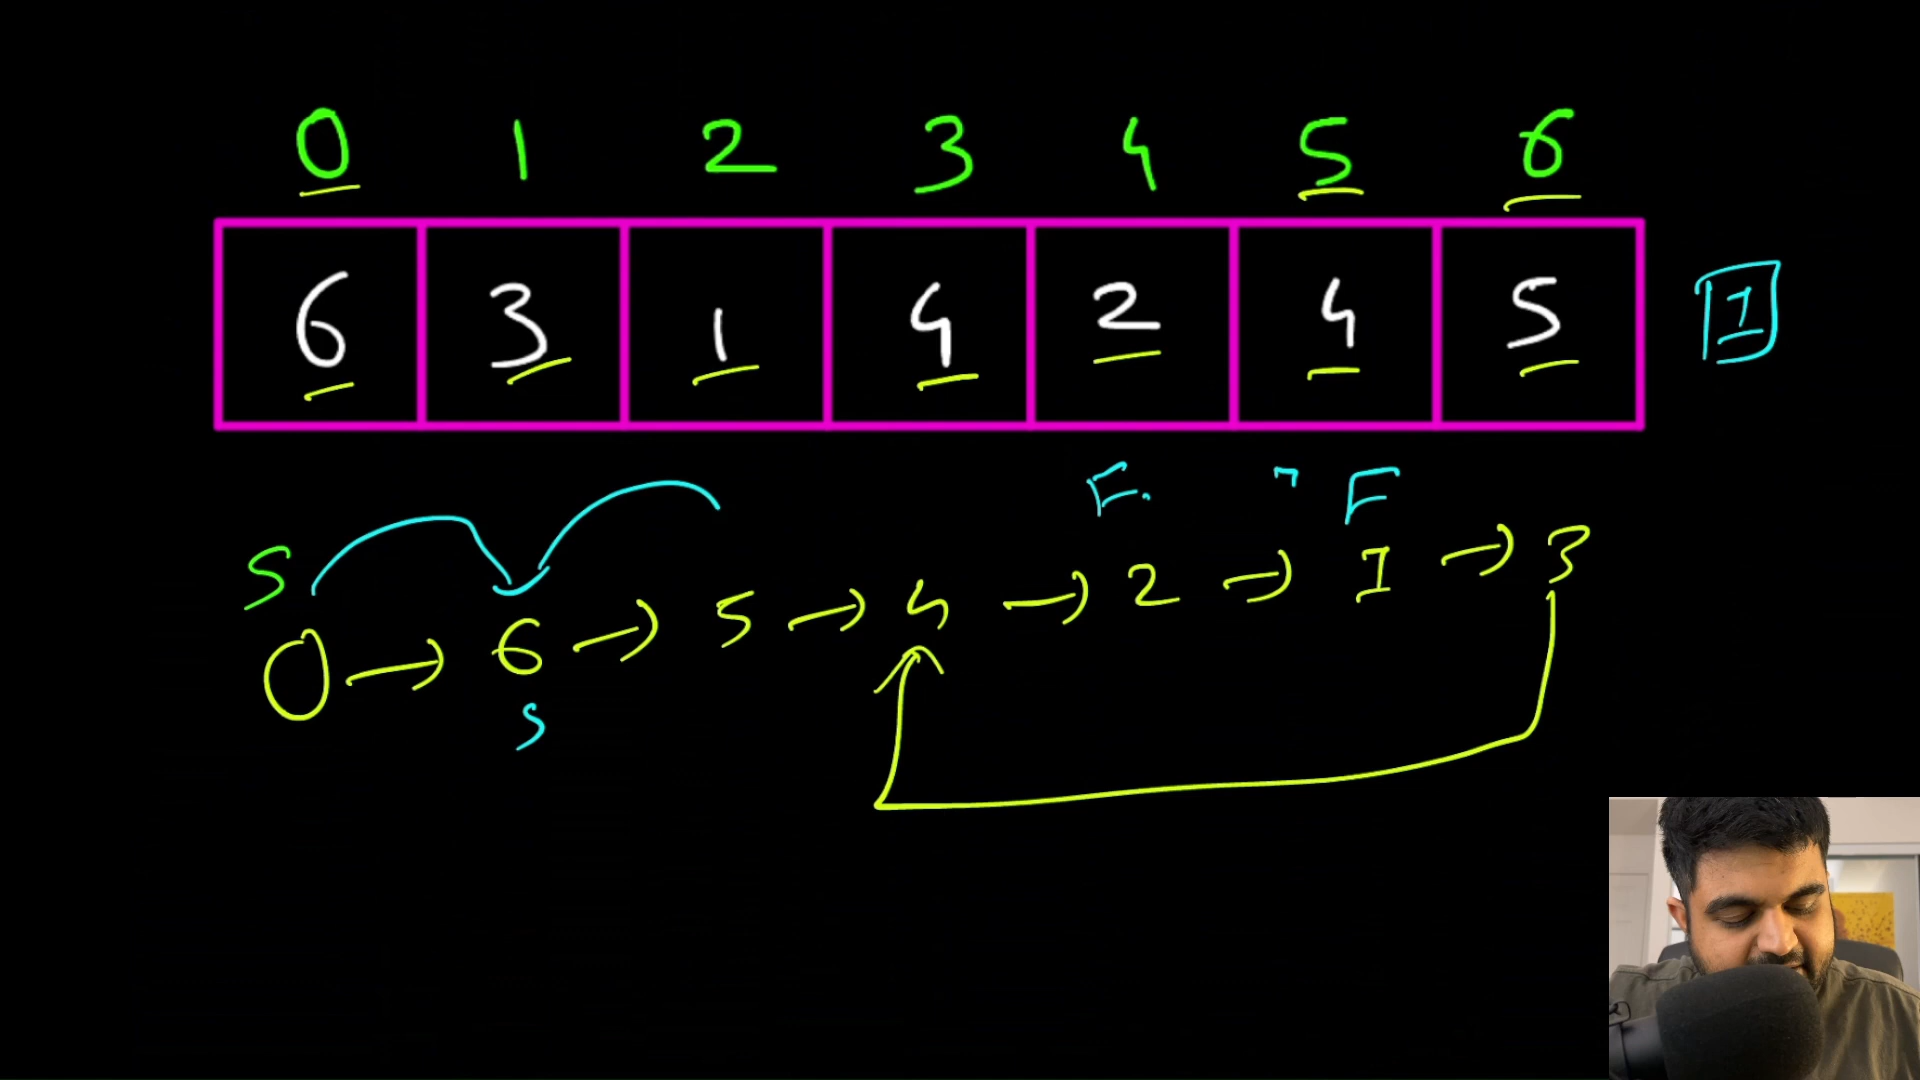 0 1 2 3 4 5 6
6 3 1 4 2 4 5 1
F. F
S
0 → 6 → 5 → 4 → 2 → 1 → 3
S